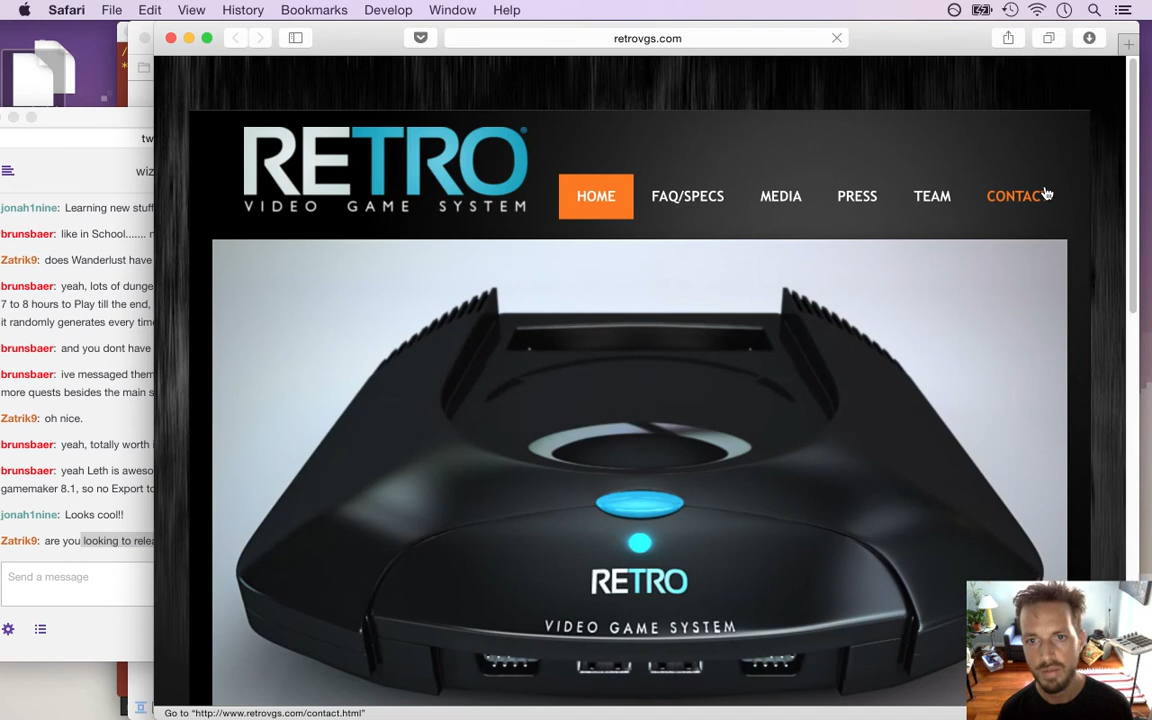 Safari File Edit View History Bookmarks Develop Window Help
retrovgs.com
tw
wiz
jonah1nine: Learning new stuff
brunsbaer: like in School....... n
Zatrik9: does Wanderlust have
brunsbaer: yeah, lots of dunge
7 to 8 hours to Play till the end,
it randomly generates every time
brunsbaer: and you dont have
brunsbaer: ive messaged them
more quests besides the main s
Zatrik9: oh nice.
brunsbaer: yeah, totally worth i
brunsbaer: yeah Leth is aweso
gamemaker 8.1, so no Export to
jonah1nine: Looks cool!!
Zatrik9: are you looking to relea
Send a message
RETRO®
VIDEO GAME SYSTEM
HOME FAQ/SPECS MEDIA PRESS TEAM CONTAC
RETRO
VIDEO GAME SYSTEM
Go to "http://www.retrovgs.com/contact.html"